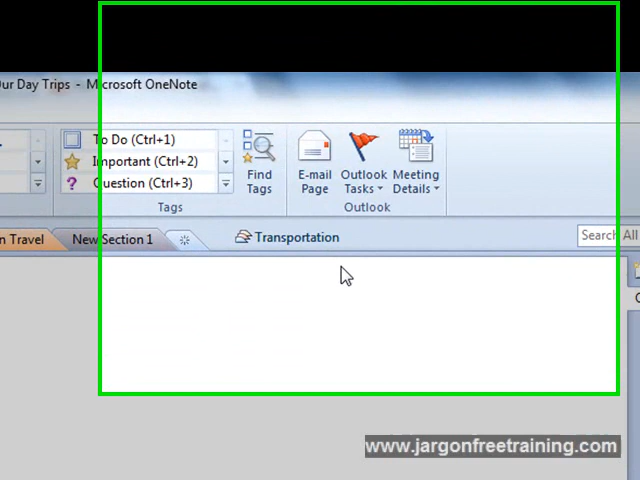 ur Day Trips - Microsoft OneNote
To Do (Ctrl+1)
Important (Ctrl+2)
Question (Ctrl+3)
Find Tags
E-mail Page
Outlook Tasks
Meeting Details
Tags
Outlook
n Travel
New Section 1
Transportation
Search All
www.jargonfreetraining.com